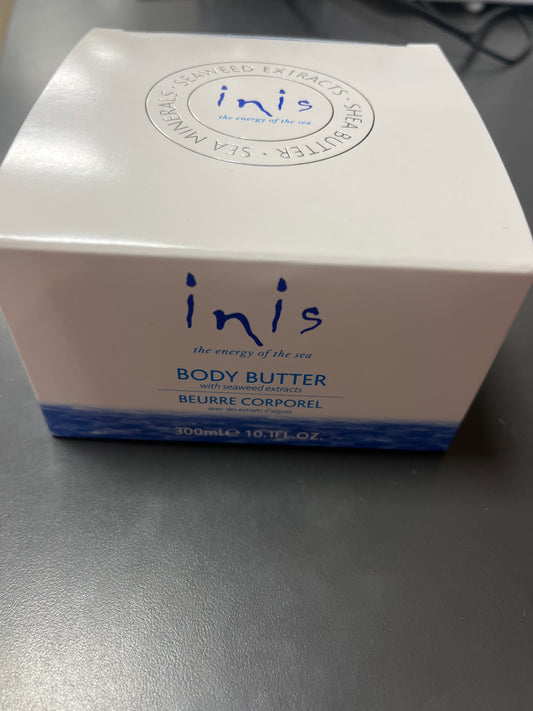 SEAWEED EXTRACTS · SHEA BUTTER · SEA MINERALS ·
inis
the energy of the sea
inis
the energy of the sea
BODY BUTTER
with seaweed extracts
BEURRE CORPOREL
avec des extraits d'algues
300ml℮ 10.1FL.OZ.